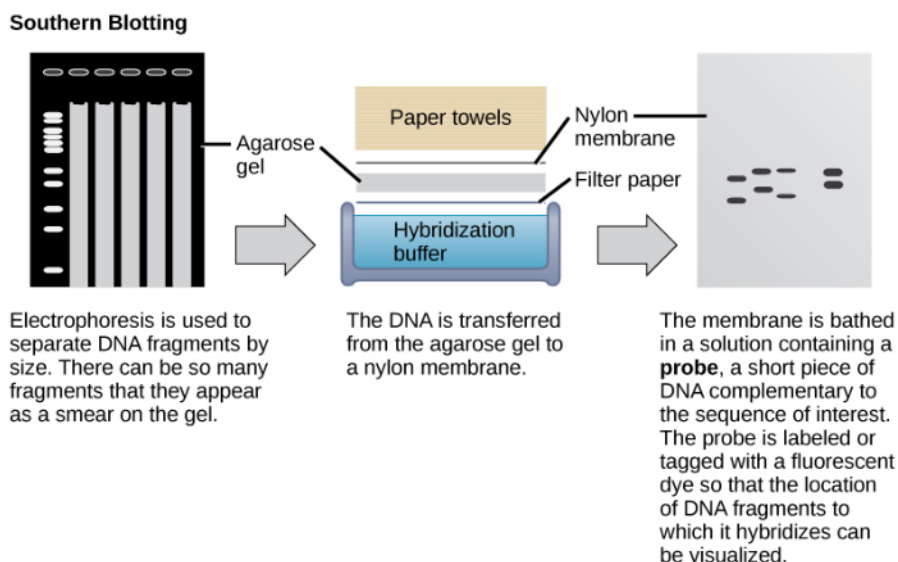 Southern Blotting
Agarose
gel
Paper towels
Nylon
membrane
Filter paper
Hybridization
buffer
Electrophoresis is used to
separate DNA fragments by
size. There can be so many
fragments that they appear
as a smear on the gel.
The DNA is transferred
from the agarose gel to
a nylon membrane.
The membrane is bathed
in a solution containing a
probe, a short piece of
DNA complementary to
the sequence of interest.
The probe is labeled or
tagged with a fluorescent
dye so that the location
of DNA fragments to
which it hybridizes can
be visualized.